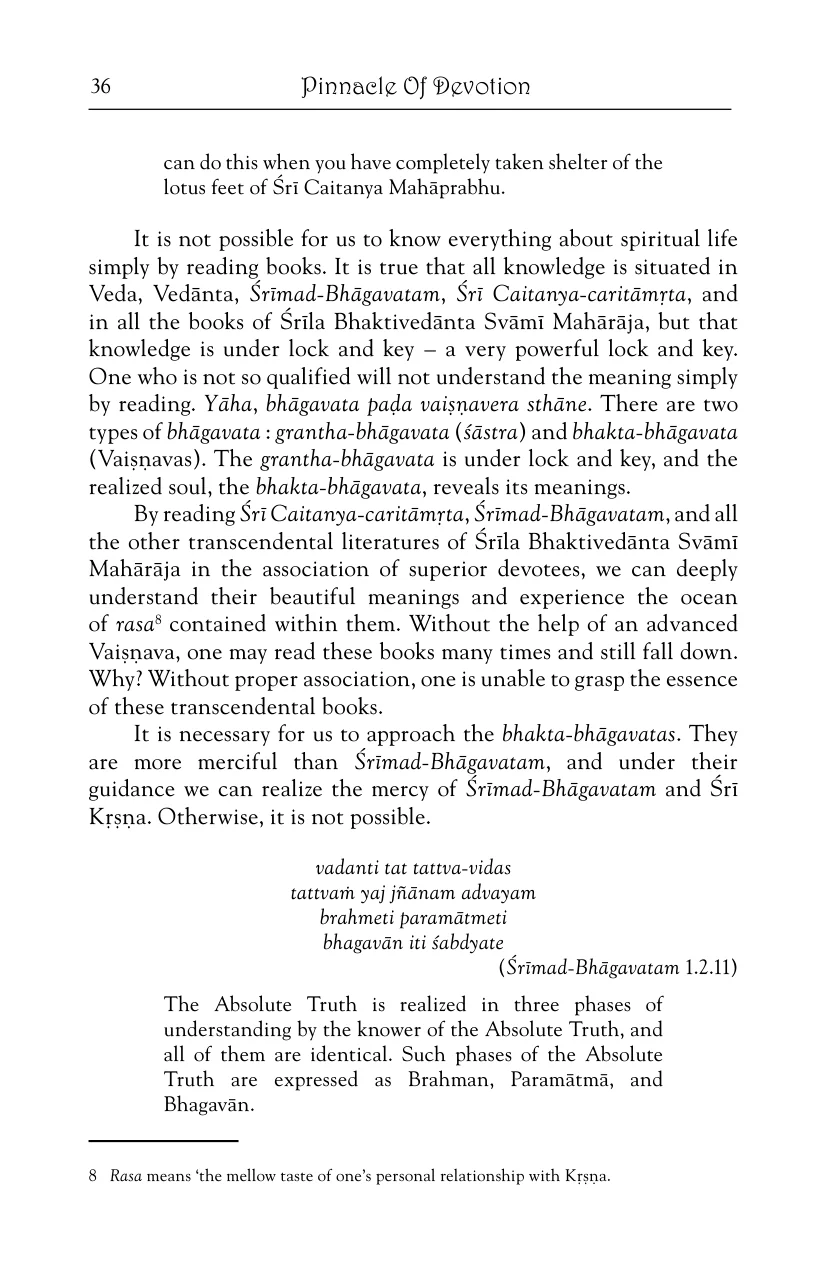 36
Pinnacle Of Devotion
can do this when you have completely taken shelter of the
lotus feet of Śrī Caitanya Mahāprabhu.
It is not possible for us to know everything about spiritual life
simply by reading books. It is true that all knowledge is situated in
Veda, Vedānta, Śrīmad-Bhāgavatam, Śrī Caitanya-caritāmṛta, and
in all the books of Śrīla Bhaktivedānta Svāmī Mahārāja, but that
knowledge is under lock and key – a very powerful lock and key.
One who is not so qualified will not understand the meaning simply
by reading. Yāha, bhāgavata paḍa vaiṣṇavera sthāne. There are two
types of bhāgavata : grantha-bhāgavata (śāstra) and bhakta-bhāgavata
(Vaiṣṇavas). The grantha-bhāgavata is under lock and key, and the
realized soul, the bhakta-bhāgavata, reveals its meanings.
By reading Śrī Caitanya-caritāmṛta, Śrīmad-Bhāgavatam, and all
the other transcendental literatures of Śrīla Bhaktivedānta Svāmī
Mahārāja in the association of superior devotees, we can deeply
understand their beautiful meanings and experience the ocean
of rasa⁸ contained within them. Without the help of an advanced
Vaiṣṇava, one may read these books many times and still fall down.
Why? Without proper association, one is unable to grasp the essence
of these transcendental books.
It is necessary for us to approach the bhakta-bhāgavatas. They
are more merciful than Śrīmad-Bhāgavatam, and under their
guidance we can realize the mercy of Śrīmad-Bhāgavatam and Śrī
Kṛṣṇa. Otherwise, it is not possible.
vadanti tat tattva-vidas
tattvaṁ yaj jñānam advayam
brahmeti paramātmeti
bhagavān iti śabdyate
(Śrīmad-Bhāgavatam 1.2.11)
The Absolute Truth is realized in three phases of
understanding by the knower of the Absolute Truth, and
all of them are identical. Such phases of the Absolute
Truth are expressed as Brahman, Paramātmā, and
Bhagavān.
8 Rasa means ‘the mellow taste of one’s personal relationship with Kṛṣṇa.